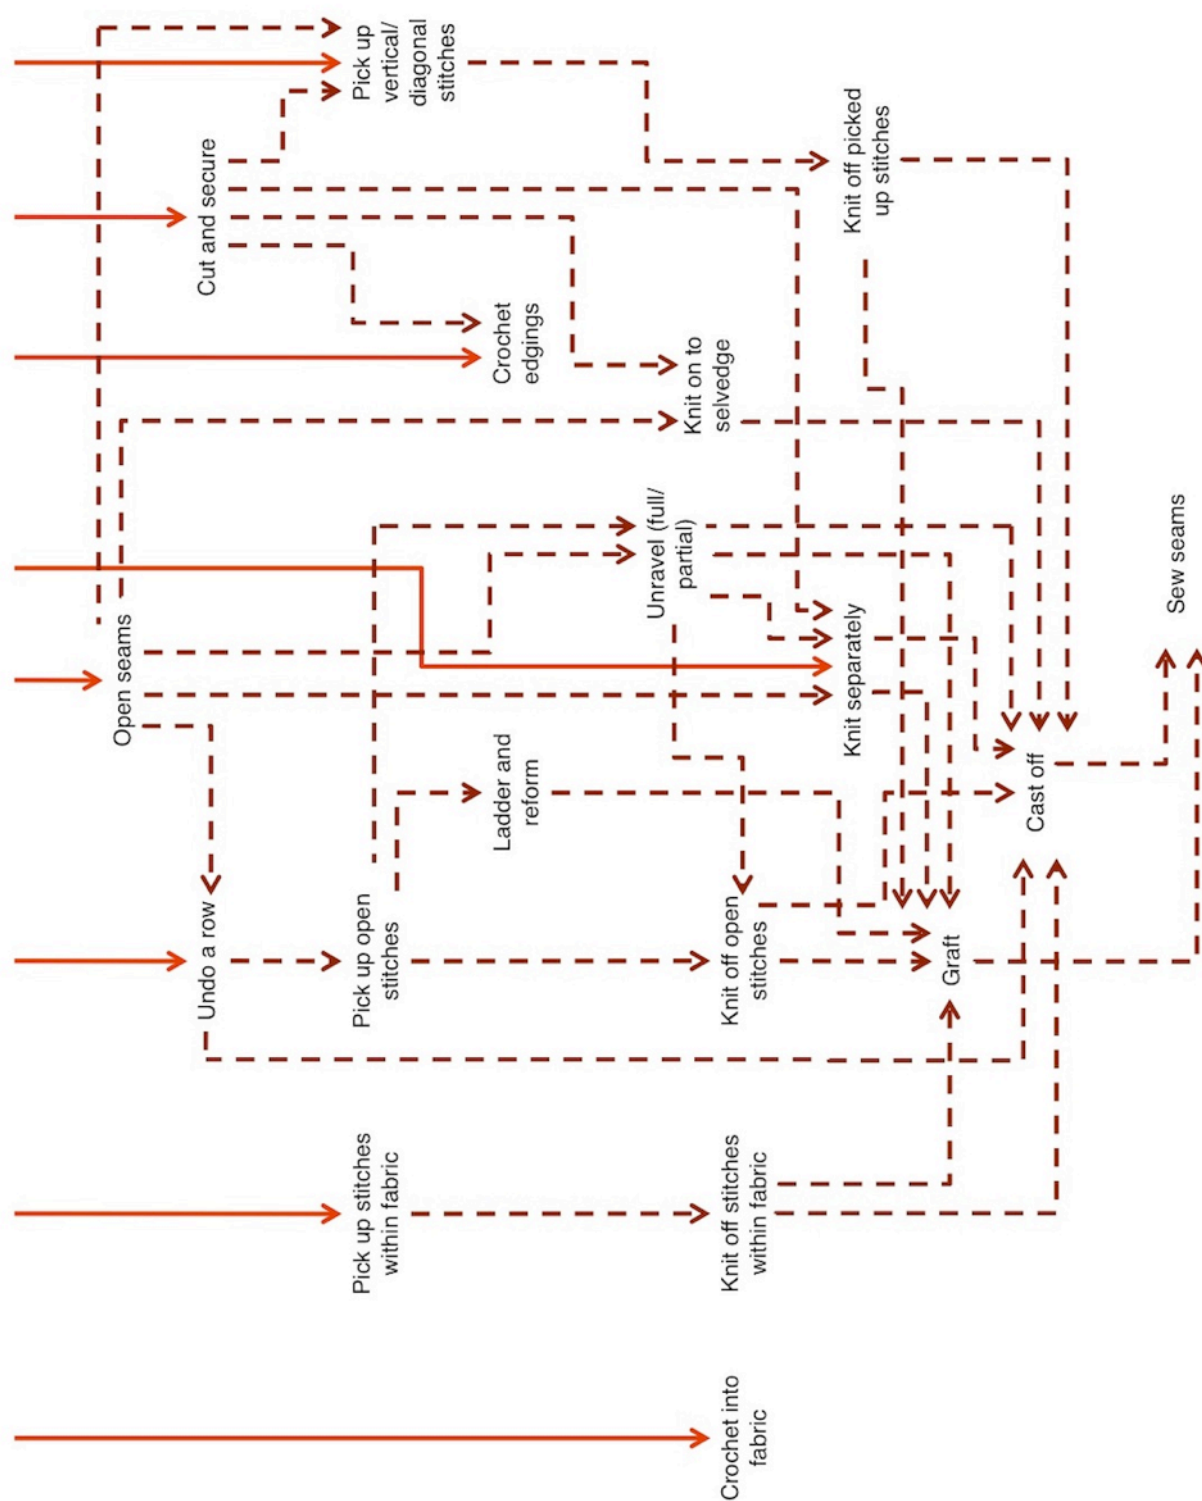 Crochet into
fabric
Pick up stitches
within fabric
Knit off stitches
within fabric
Undo a row
Pick up open
stitches
Knit off open
stitches
Graft
Ladder and
reform
Cast off
Open seams
Knit separately
Unravel (full/
partial)
Sew seams
Knit on to
selvedge
Crochet
edgings
Cut and secure
Knit off picked
up stitches
Pick up
vertical/
diagonal
stitches